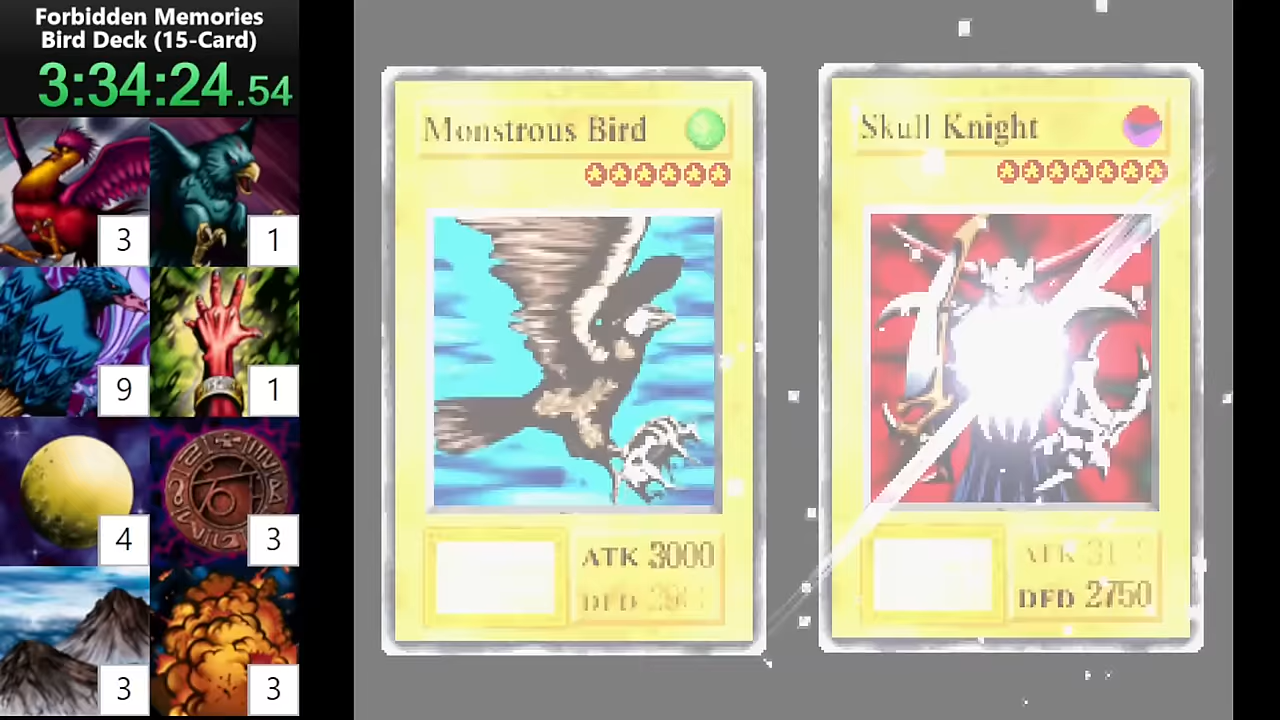 Forbidden Memories
Bird Deck (15-Card)
3:34:24.54
3
1
9
1
4
3
3
3
Monstrous Bird
ATK 3000
DFD
Skull Knight
ATK
DFD 2750